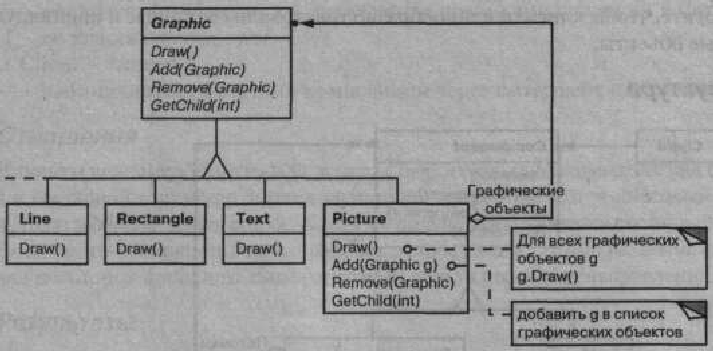 Graphic
Draw()
Add(Graphic)
Remove(Graphic)
GetChild(int)
Графические
объекты
Line
Draw()
Rectangle
Draw()
Text
Draw()
Picture
Draw()
Add(Graphic g)
Remove(Graphic)
GetChild(int)
Для всех графических
объектов g
g.Draw()
добавить g в список
графических объектов